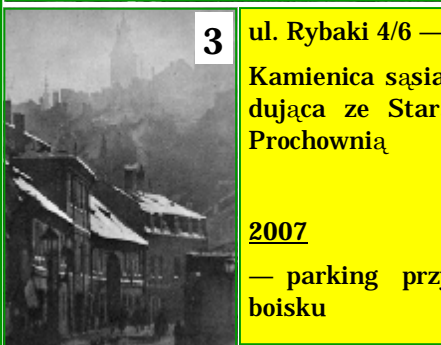 3
ul. Rybaki 4/6 —
Kamienica sąsia
dująca ze Star
Prochownią
2007
— parking przy
boisku